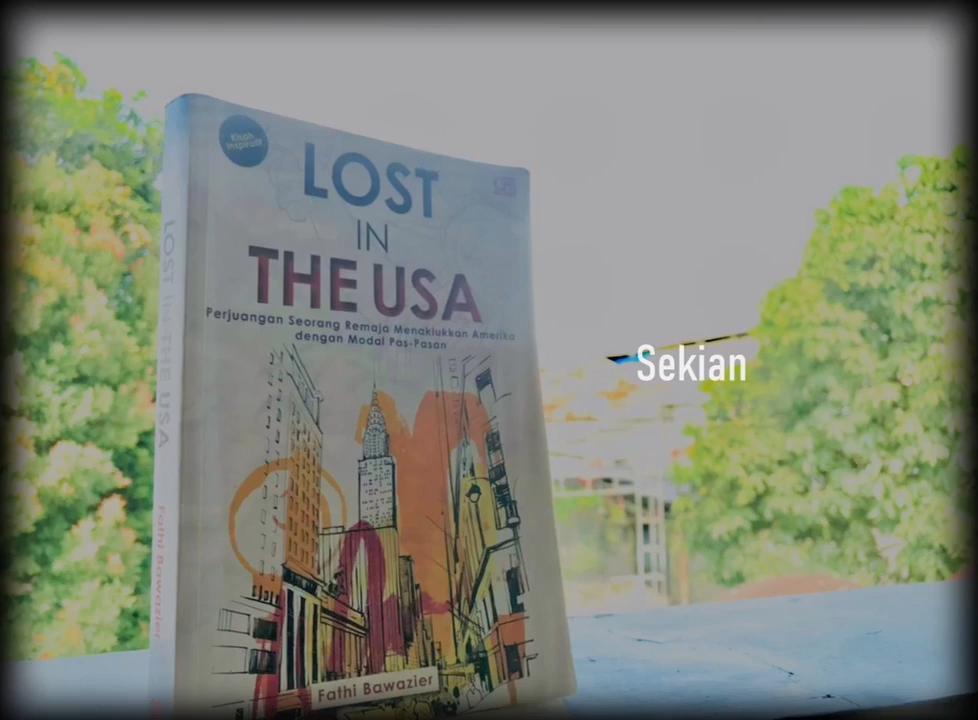 Kisah
Inspiratif
LOST
IN
THE USA
Perjuangan Seorang Remaja Menaklukkan Amerika
dengan Modal Pas-Pasan
Fathi Bawazier
LOST IN THE USA
Fathi Bawazier
Sekian